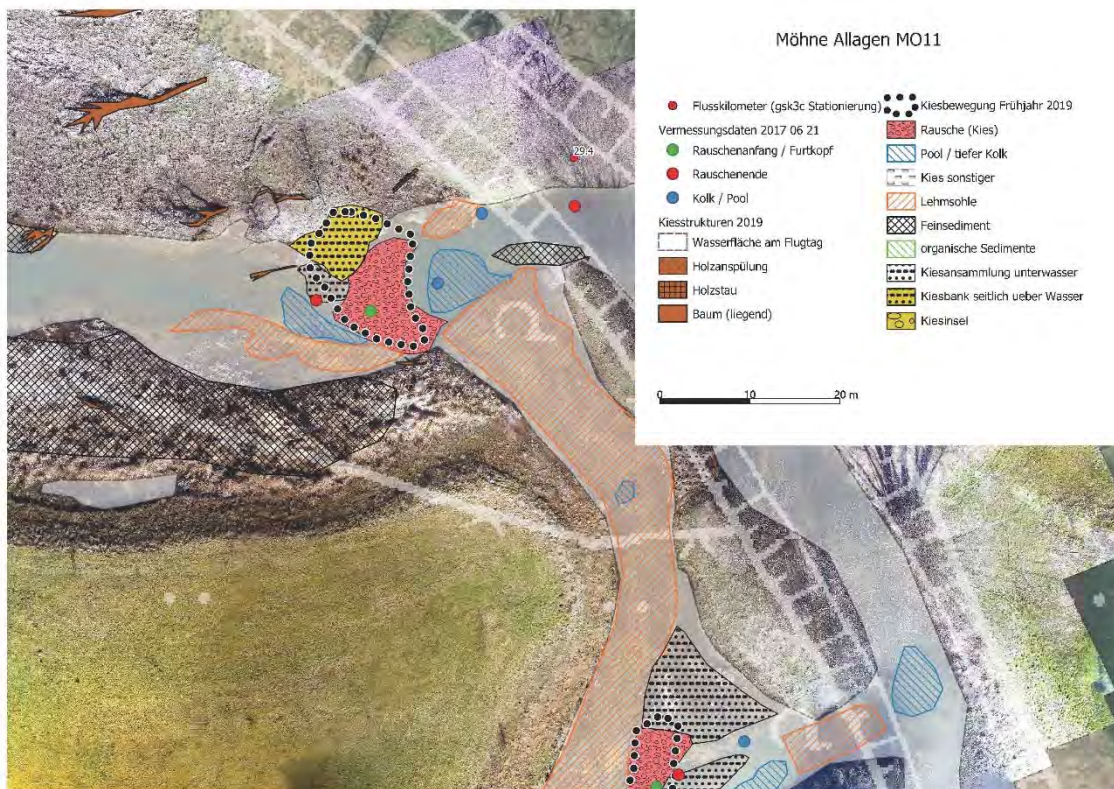 Möhne Allagen MO11
Flusskilometer (gsk3c Stationierung)
Vermessungsdaten 2017 06 21
Rauschenanfang / Furtkopf
Rauschenende
Kolk / Pool
Kiesstrukturen 2019
Wasserfläche am Flugtag
Holzanspülung
Holzstau
Baum (liegend)
Kiesbewegung Frühjahr 2019
Rausche (Kies)
Pool / tiefer Kolk
Kies sonstiger
Lehmsohle
Feinsediment
organische Sedimente
Kiesansammlung unterwasser
Kiesbank seitlich ueber Wasser
Kiesinsel
0 10 20 m
29,4